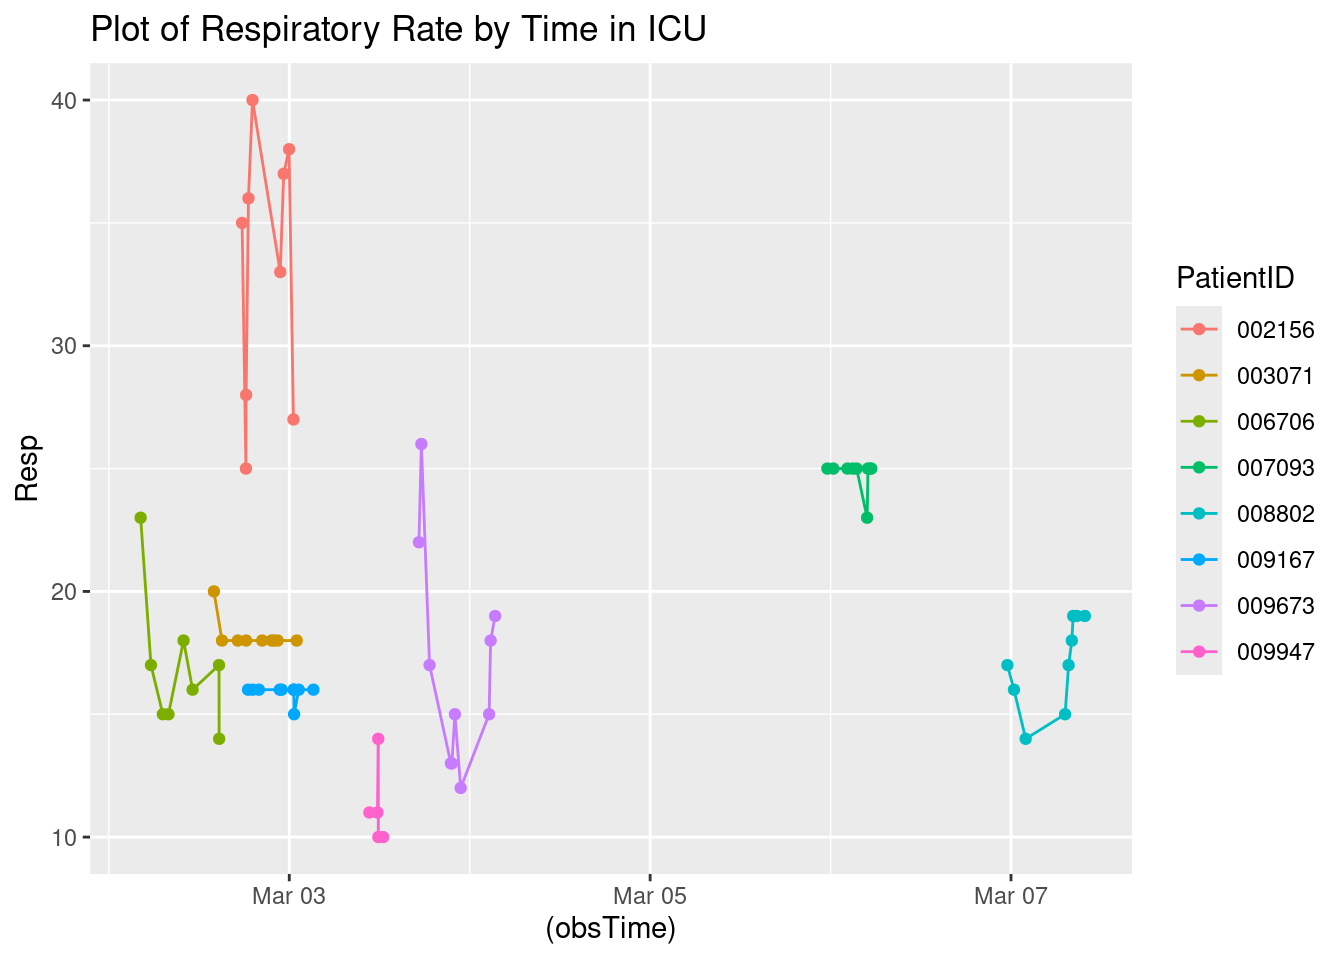 Plot of Respiratory Rate by Time in ICU
40
30
20
10
Resp
Mar 03
Mar 05
Mar 07
(obsTime)
PatientID
002156
003071
006706
007093
008802
009167
009673
009947